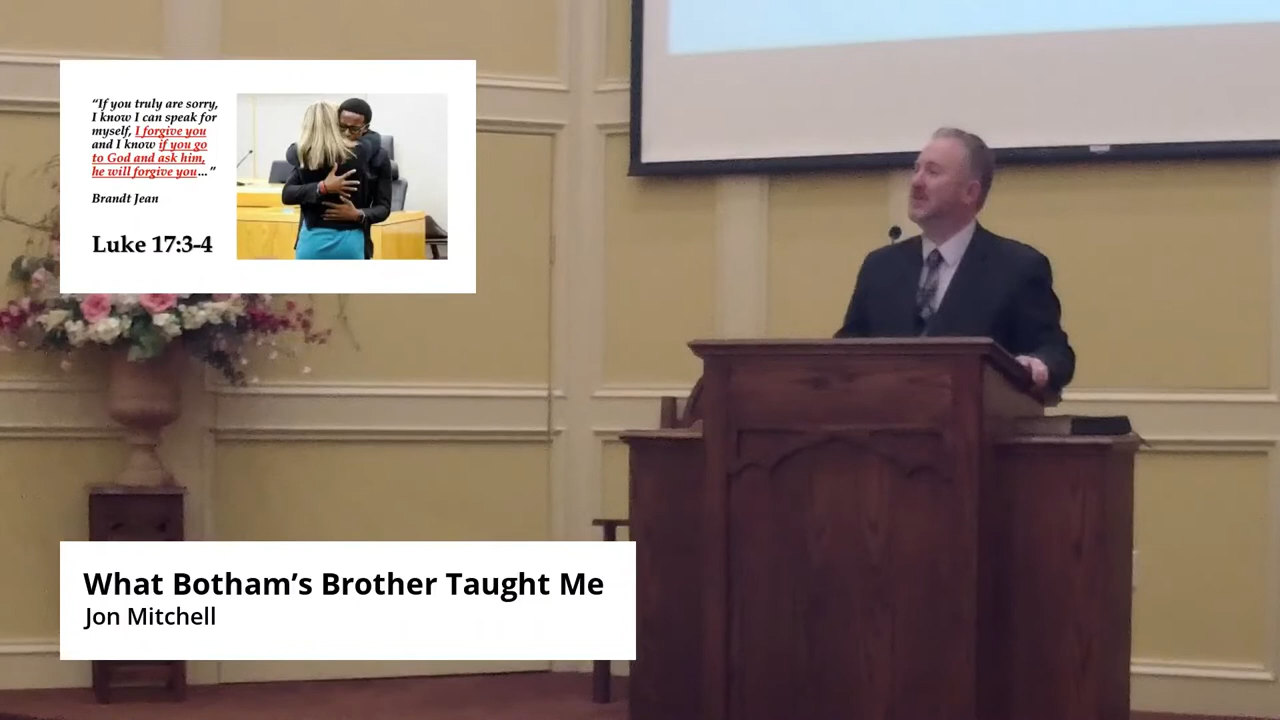 “If you truly are sorry,
I know I can speak for
myself, I forgive you
and I know if you go
to God and ask him,
he will forgive you...”
Brandt Jean
Luke 17:3-4
What Botham’s Brother Taught Me
Jon Mitchell